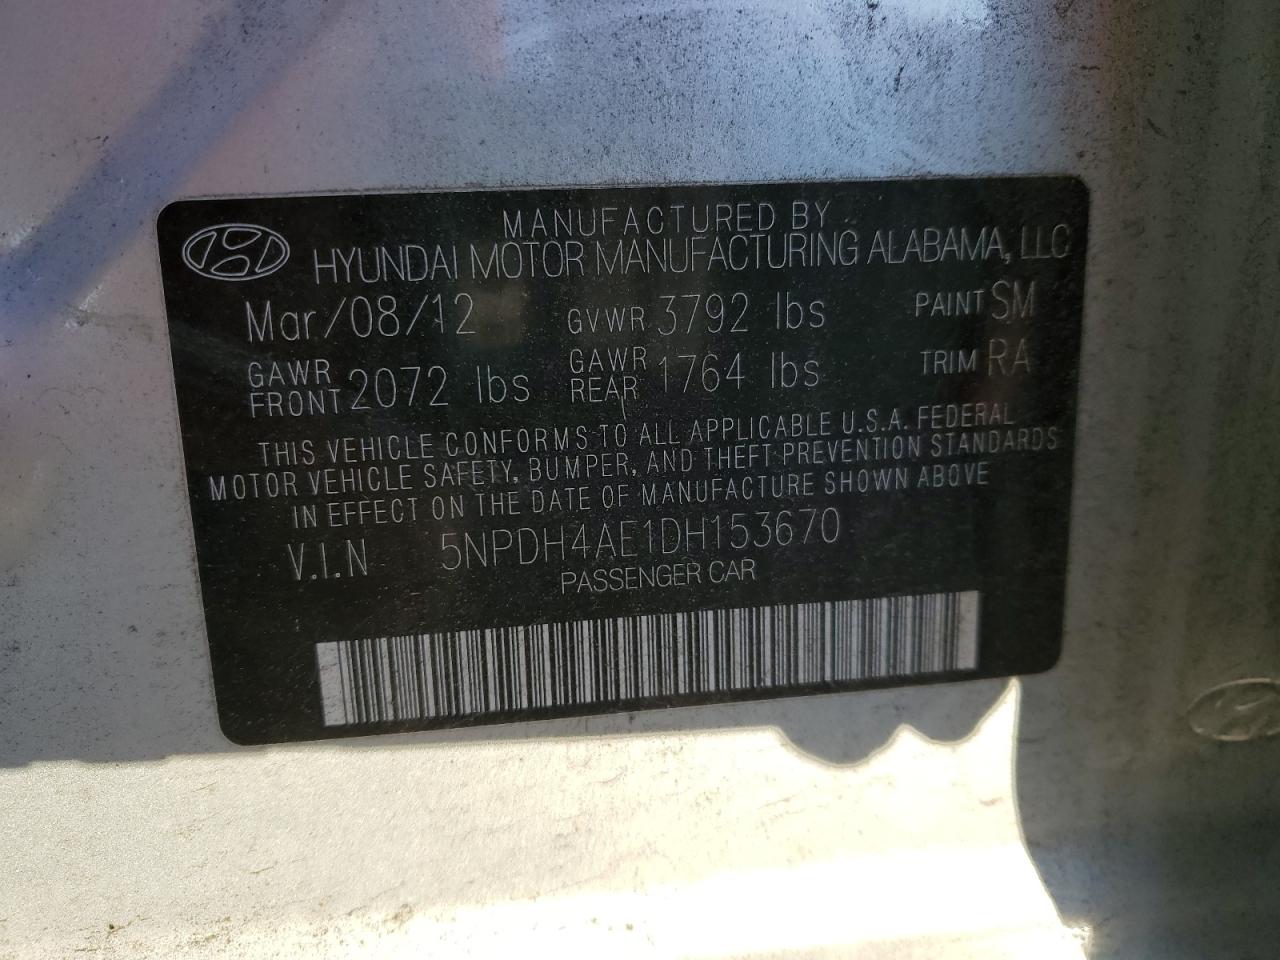 MANUFACTURED BY
HYUNDAI MOTOR MANUFACTURING ALABAMA, LLC
Mar/08/12 GVWR 3792 lbs PAINT SM
GAWR FRONT 2072 lbs GAWR REAR 1764 lbs TRIM RA
THIS VEHICLE CONFORMS TO ALL APPLICABLE U.S.A. FEDERAL
MOTOR VEHICLE SAFETY, BUMPER, AND THEFT PREVENTION STANDARDS
IN EFFECT ON THE DATE OF MANUFACTURE SHOWN ABOVE
V.I.N 5NPDH4AE1DH153670
PASSENGER CAR